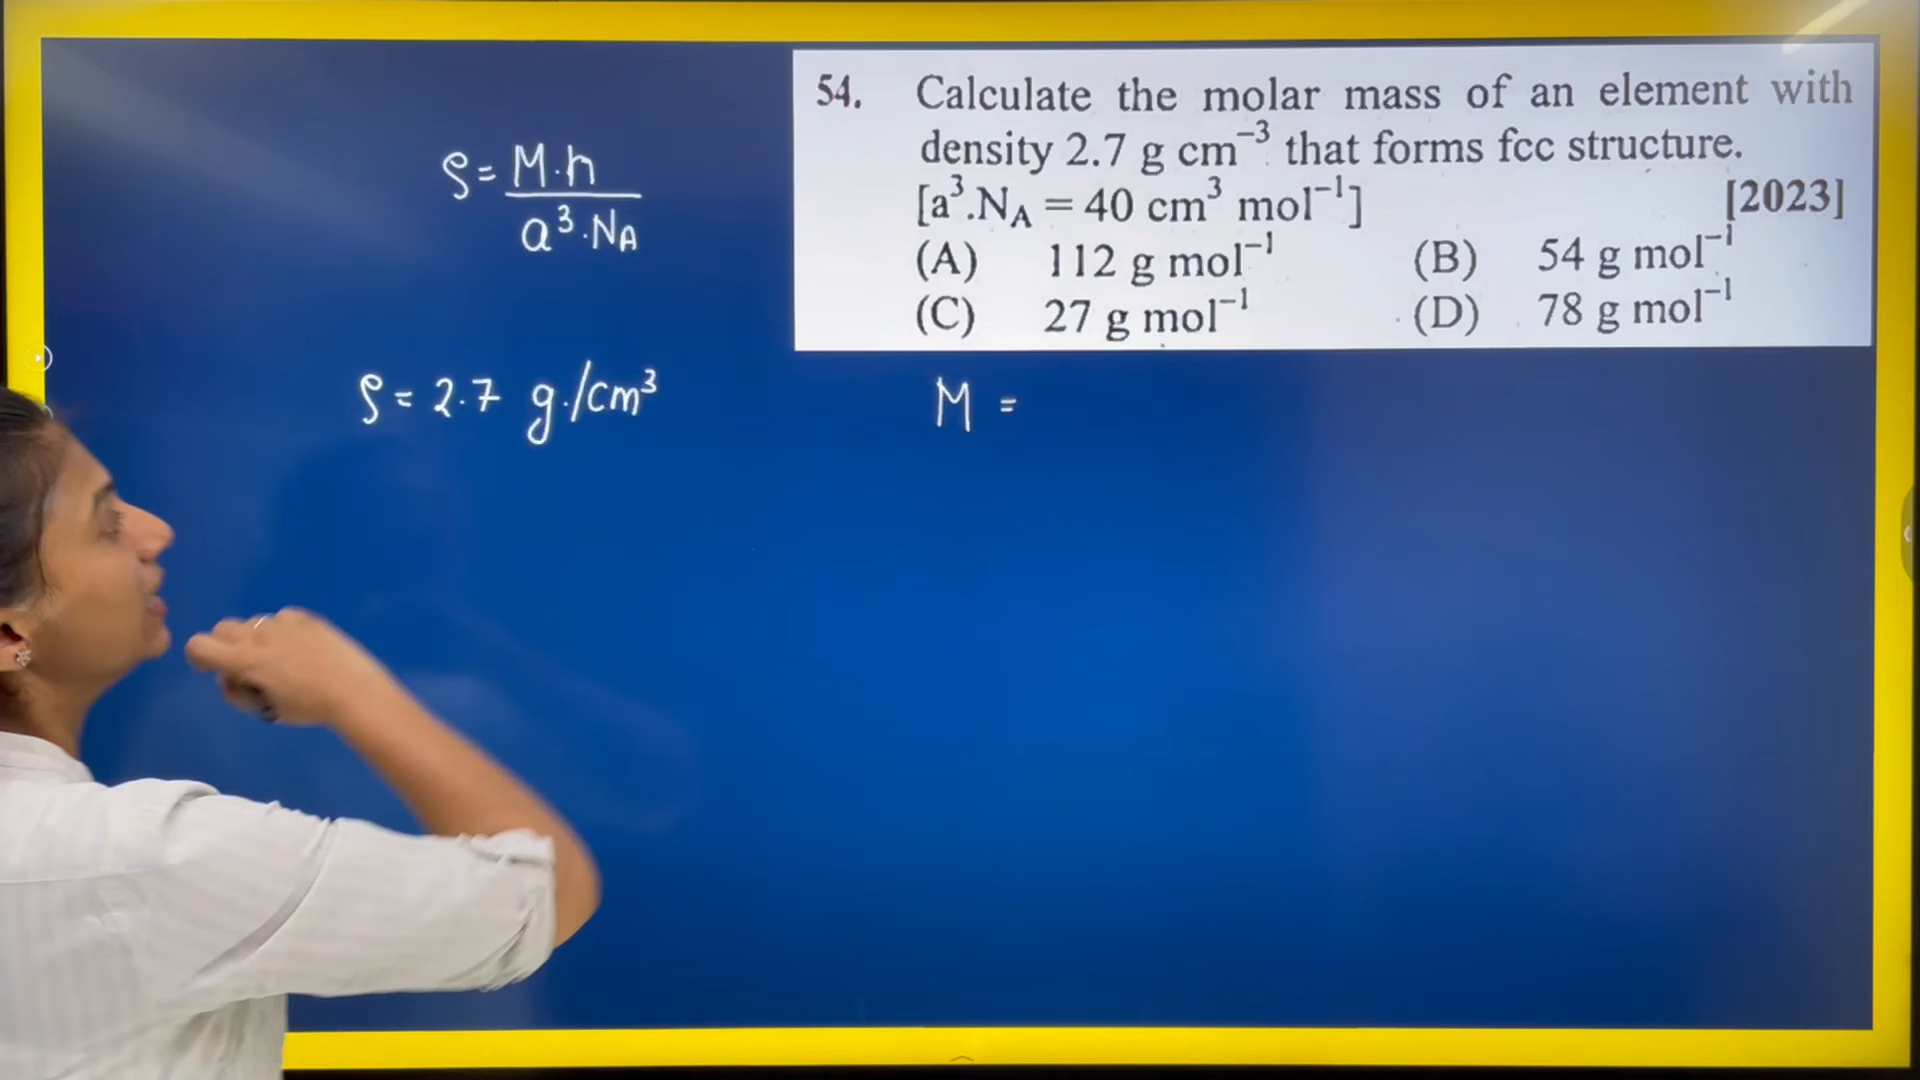 ρ = M.n / a³.NA
54. Calculate the molar mass of an element with
density 2.7 g cm⁻³ that forms fcc structure.
[a³.NA = 40 cm³ mol⁻¹] [2023]
(A) 112 g mol⁻¹ (B) 54 g mol⁻¹
(C) 27 g mol⁻¹ (D) 78 g mol⁻¹
ρ = 2.7 g./cm³
M =